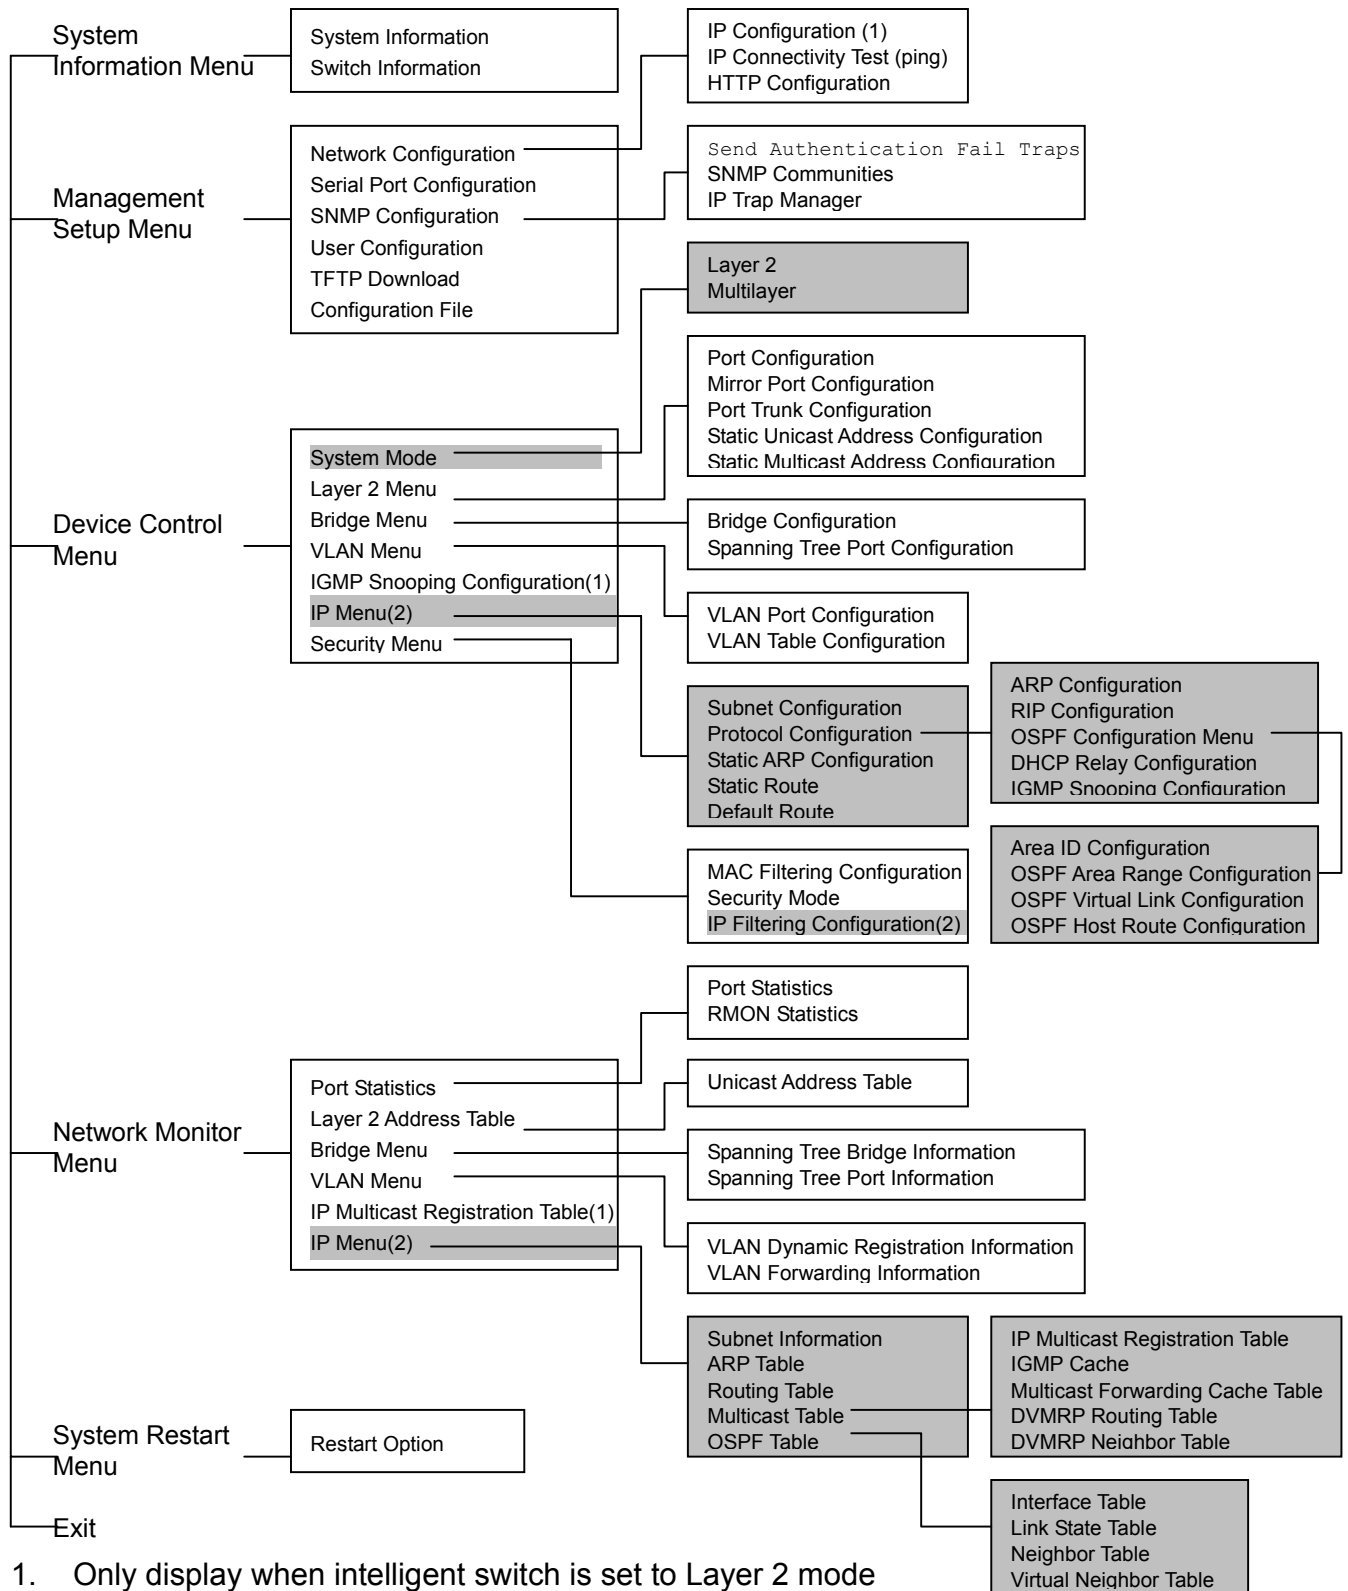 System
Information Menu
System Information
Switch Information
IP Configuration (1)
IP Connectivity Test (ping)
HTTP Configuration
Management
Setup Menu
Network Configuration
Serial Port Configuration
SNMP Configuration
User Configuration
TFTP Download
Configuration File
Send Authentication Fail Traps
SNMP Communities
IP Trap Manager
Layer 2
Multilayer
Device Control
Menu
System Mode
Layer 2 Menu
Bridge Menu
VLAN Menu
IGMP Snooping Configuration(1)
IP Menu(2)
Security Menu
Port Configuration
Mirror Port Configuration
Port Trunk Configuration
Static Unicast Address Configuration
Static Multicast Address Configuration
Bridge Configuration
Spanning Tree Port Configuration
VLAN Port Configuration
VLAN Table Configuration
Subnet Configuration
Protocol Configuration
Static ARP Configuration
Static Route
Default Route
ARP Configuration
RIP Configuration
OSPF Configuration Menu
DHCP Relay Configuration
IGMP Snooping Configuration
Area ID Configuration
OSPF Area Range Configuration
OSPF Virtual Link Configuration
OSPF Host Route Configuration
MAC Filtering Configuration
Security Mode
IP Filtering Configuration(2)
Network Monitor
Menu
Port Statistics
Layer 2 Address Table
Bridge Menu
VLAN Menu
IP Multicast Registration Table(1)
IP Menu(2)
Port Statistics
RMON Statistics
Unicast Address Table
Spanning Tree Bridge Information
Spanning Tree Port Information
VLAN Dynamic Registration Information
VLAN Forwarding Information
Subnet Information
ARP Table
Routing Table
Multicast Table
OSPF Table
IP Multicast Registration Table
IGMP Cache
Multicast Forwarding Cache Table
DVMRP Routing Table
DVMRP Neighbor Table
Interface Table
Link State Table
Neighbor Table
Virtual Neighbor Table
System Restart
Menu
Restart Option
Exit
1. Only display when intelligent switch is set to Layer 2 mode